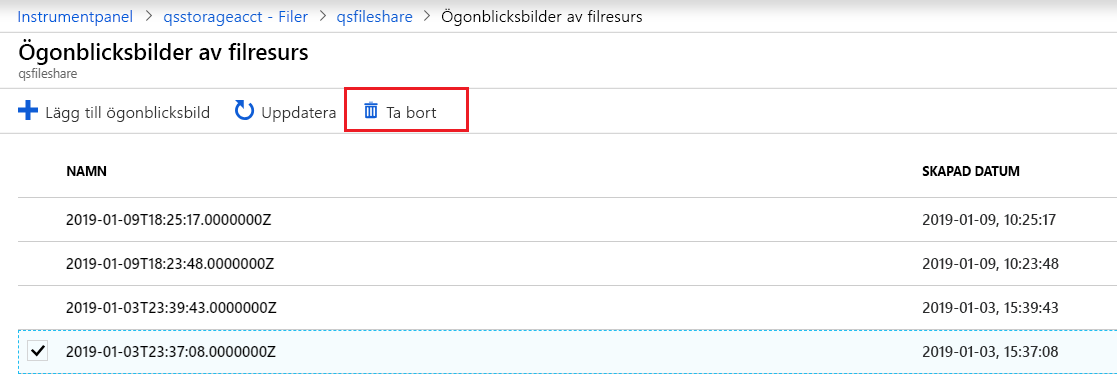 Instrumentpanel > qsstorageacct - Filer > qsfileshare > Ögonblicksbilder av filresurs
Ögonblicksbilder av filresurs
qsfileshare
Lägg till ögonblicksbild Uppdatera Ta bort
NAMN SKAPAD DATUM
2019-01-09T18:25:17.0000000Z 2019-01-09, 10:25:17
2019-01-09T18:23:48.0000000Z 2019-01-09, 10:23:48
2019-01-03T23:39:43.0000000Z 2019-01-03, 15:39:43
2019-01-03T23:37:08.0000000Z 2019-01-03, 15:37:08